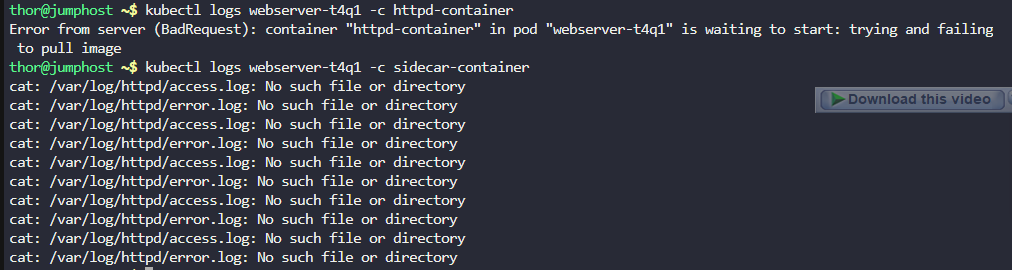 thor@jumphost ~$ kubectl logs webserver-t4q1 -c httpd-container
Error from server (BadRequest): container "httpd-container" in pod "webserver-t4q1" is waiting to start: trying and failing
 to pull image
thor@jumphost ~$ kubectl logs webserver-t4q1 -c sidecar-container
cat: /var/log/httpd/access.log: No such file or directory
cat: /var/log/httpd/error.log: No such file or directory
Download this video
cat: /var/log/httpd/access.log: No such file or directory
cat: /var/log/httpd/error.log: No such file or directory
cat: /var/log/httpd/access.log: No such file or directory
cat: /var/log/httpd/error.log: No such file or directory
cat: /var/log/httpd/access.log: No such file or directory
cat: /var/log/httpd/error.log: No such file or directory
cat: /var/log/httpd/access.log: No such file or directory
cat: /var/log/httpd/error.log: No such file or directory